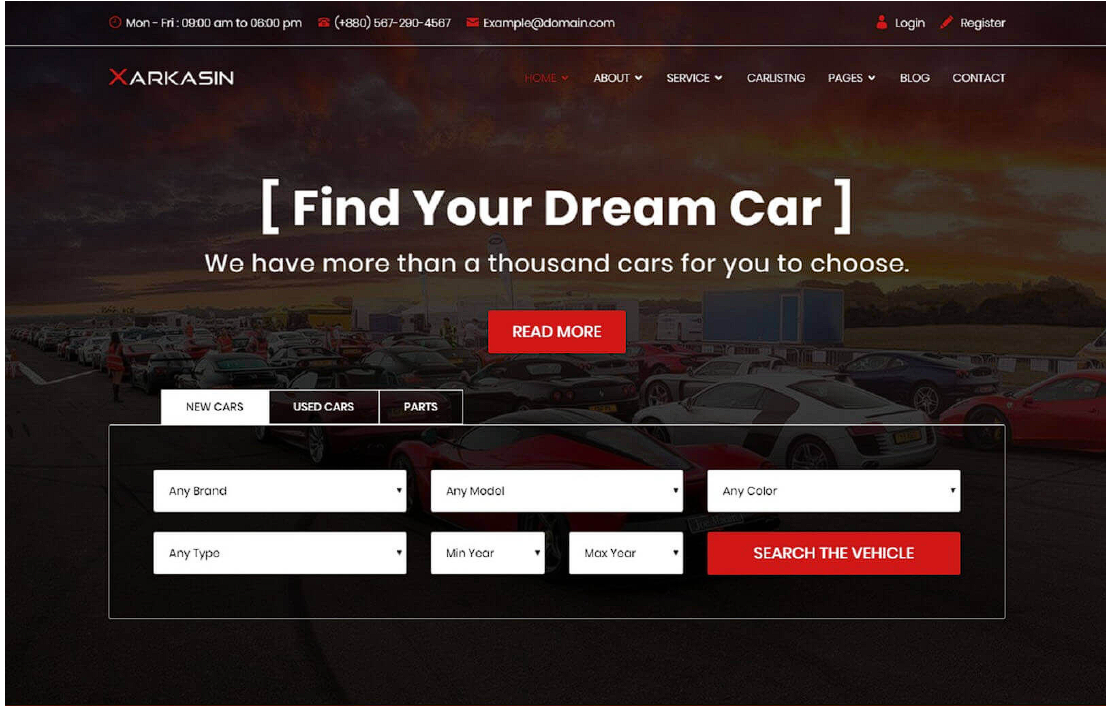 Mon - Fri : 09:00 am to 06:00 pm (+880) 567-290-4567 Example@domain.com Login Register
XARKASIN HOME ABOUT SERVICE CARLISTNG PAGES BLOG CONTACT
[ Find Your Dream Car ]
We have more than a thousand cars for you to choose.
READ MORE
NEW CARS USED CARS PARTS
Any Brand Any Model Any Color
Any Type Min Year Max Year SEARCH THE VEHICLE